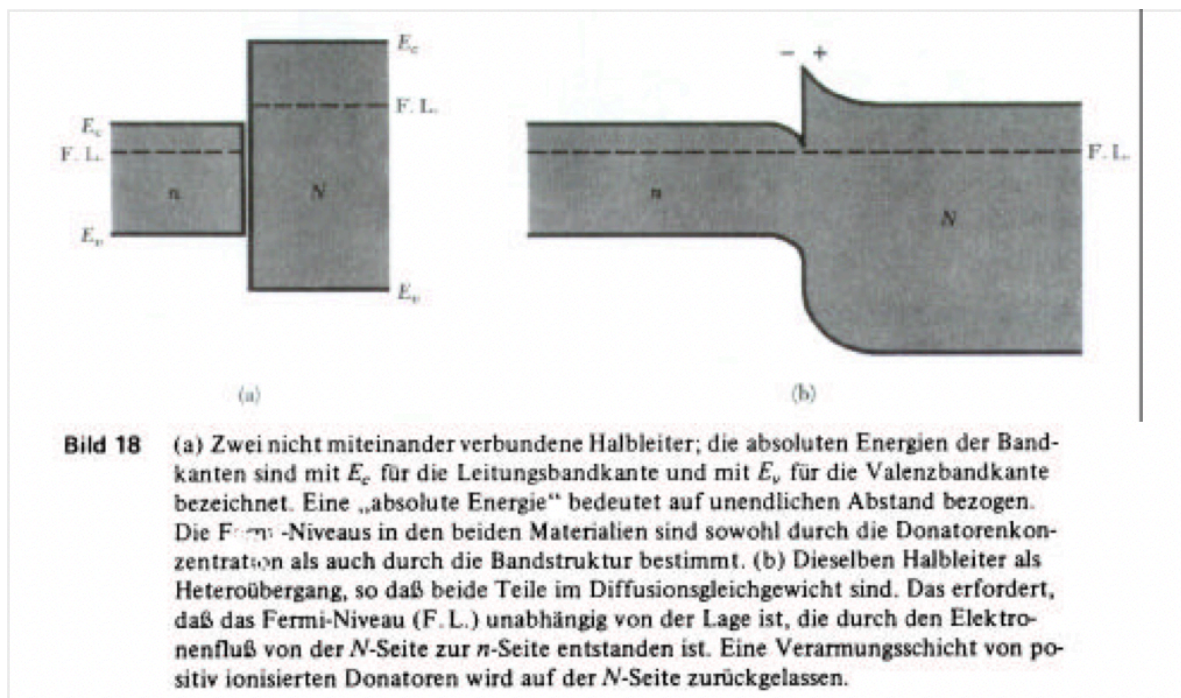 E_c
F. L.
E_c
F. L.
n
N
E_v
E_v
(a)
− +
F. L.
n
N
(b)
Bild 18 (a) Zwei nicht miteinander verbundene Halbleiter; die absoluten Energien der Band-
kanten sind mit E_c für die Leitungsbandkante und mit E_v für die Valenzbandkante
bezeichnet. Eine „absolute Energie“ bedeutet auf unendlichen Abstand bezogen.
Die -Niveaus in den beiden Materialien sind sowohl durch die Donatorenkon-
zentration als auch durch die Bandstruktur bestimmt. (b) Dieselben Halbleiter als
Heteroübergang, so daß beide Teile im Diffusionsgleichgewicht sind. Das erfordert,
daß das Fermi-Niveau (F. L.) unabhängig von der Lage ist, die durch den Elektro-
nenfluß von der N-Seite zur n-Seite entstanden ist. Eine Verarmungsschicht von po-
sitiv ionisierten Donatoren wird auf der N-Seite zurückgelassen.